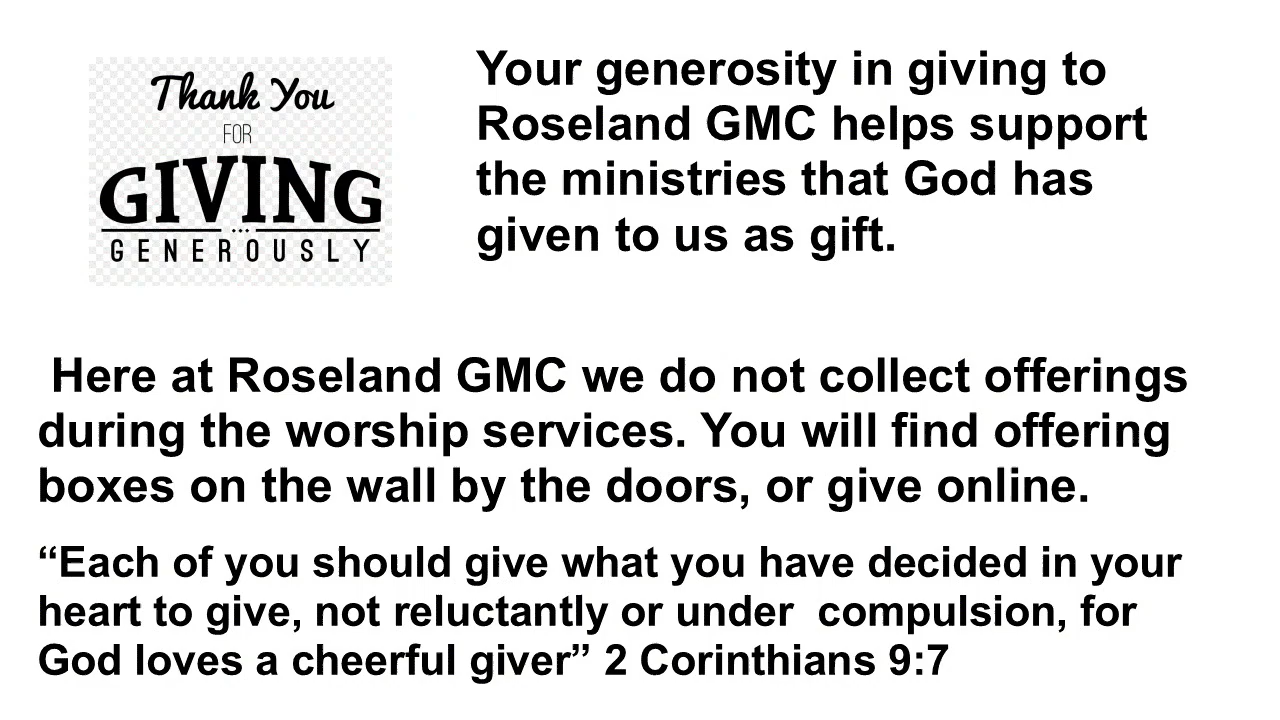 Thank You
FOR
GIVING
GENEROUSLY
Your generosity in giving to
Roseland GMC helps support
the ministries that God has
given to us as gift.
Here at Roseland GMC we do not collect offerings
during the worship services. You will find offering
boxes on the wall by the doors, or give online.
“Each of you should give what you have decided in your
heart to give, not reluctantly or under  compulsion, for
God loves a cheerful giver” 2 Corinthians 9:7